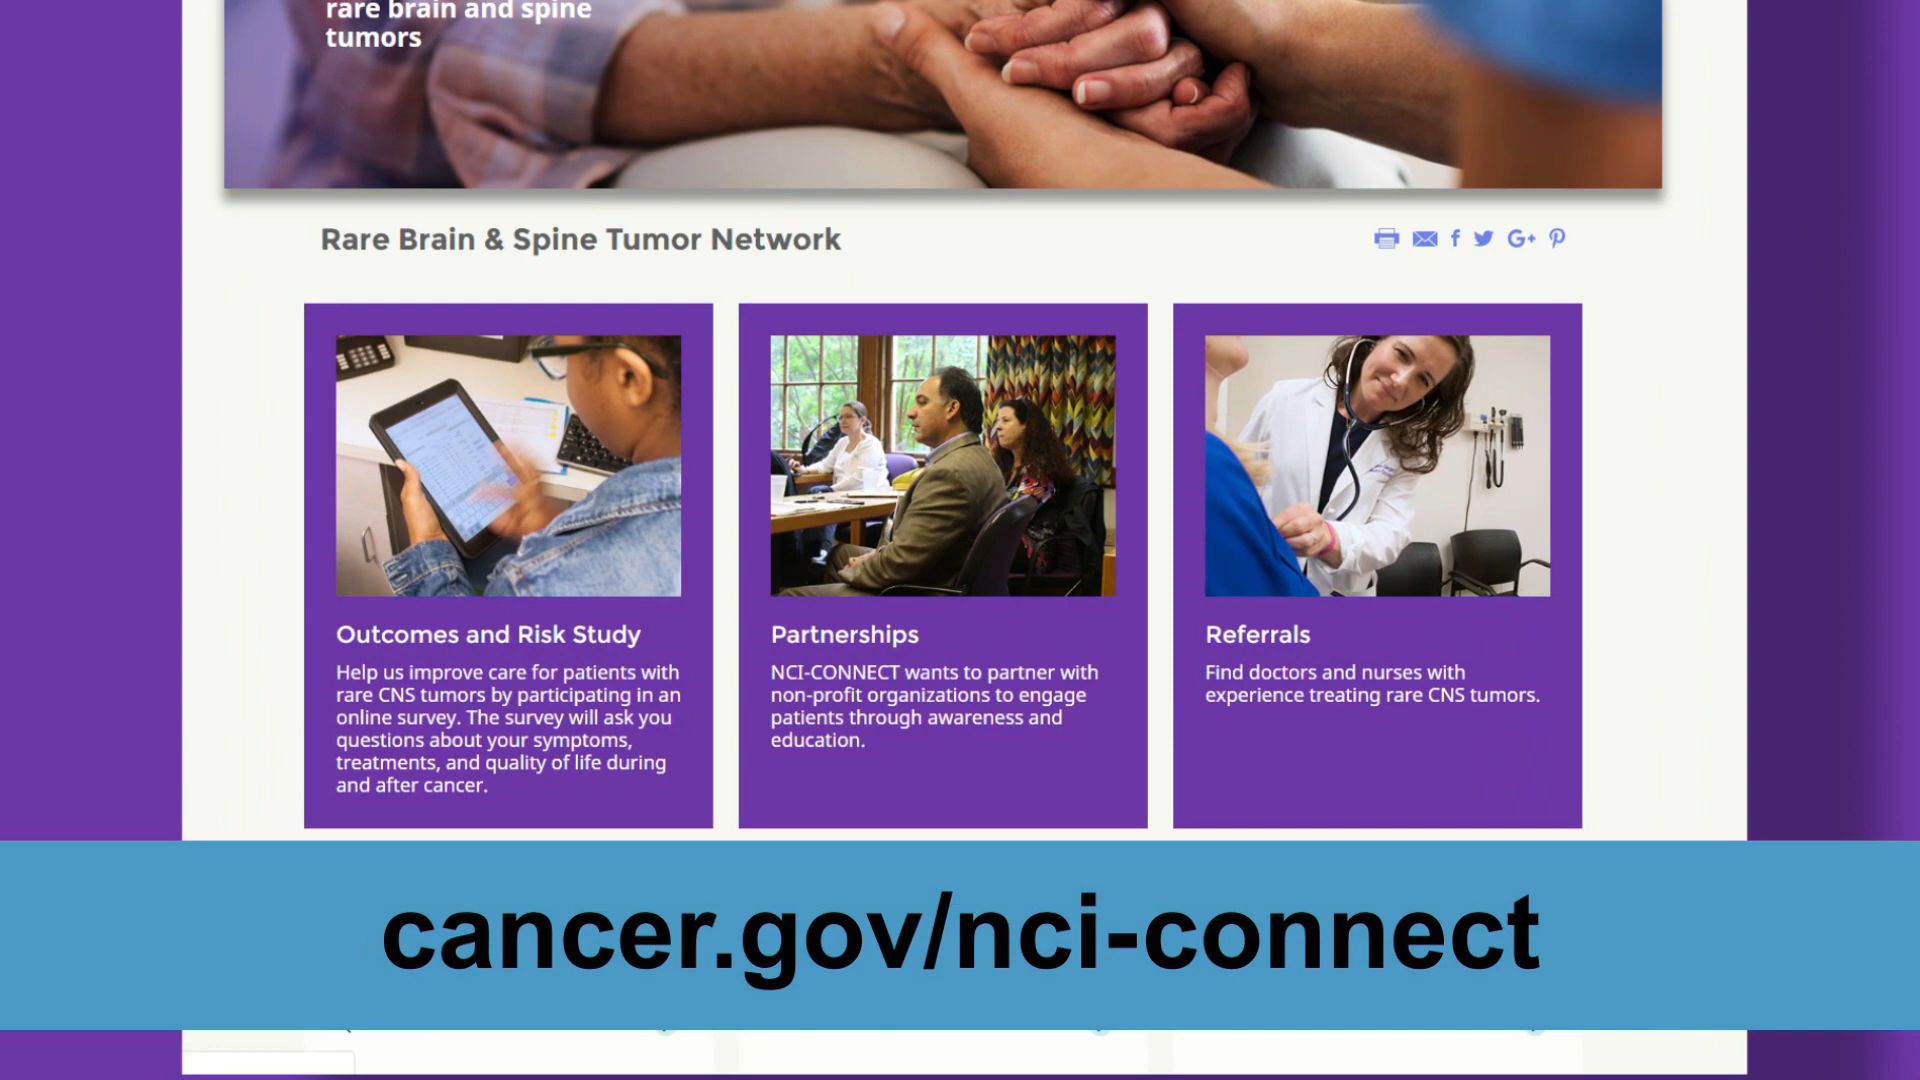 rare brain and spine
tumors
Rare Brain & Spine Tumor Network
Outcomes and Risk Study
Help us improve care for patients with
rare CNS tumors by participating in an
online survey. The survey will ask you
questions about your symptoms,
treatments, and quality of life during
and after cancer.
Partnerships
NCI-CONNECT wants to partner with
non-profit organizations to engage
patients through awareness and
education.
Referrals
Find doctors and nurses with
experience treating rare CNS tumors.
cancer.gov/nci-connect